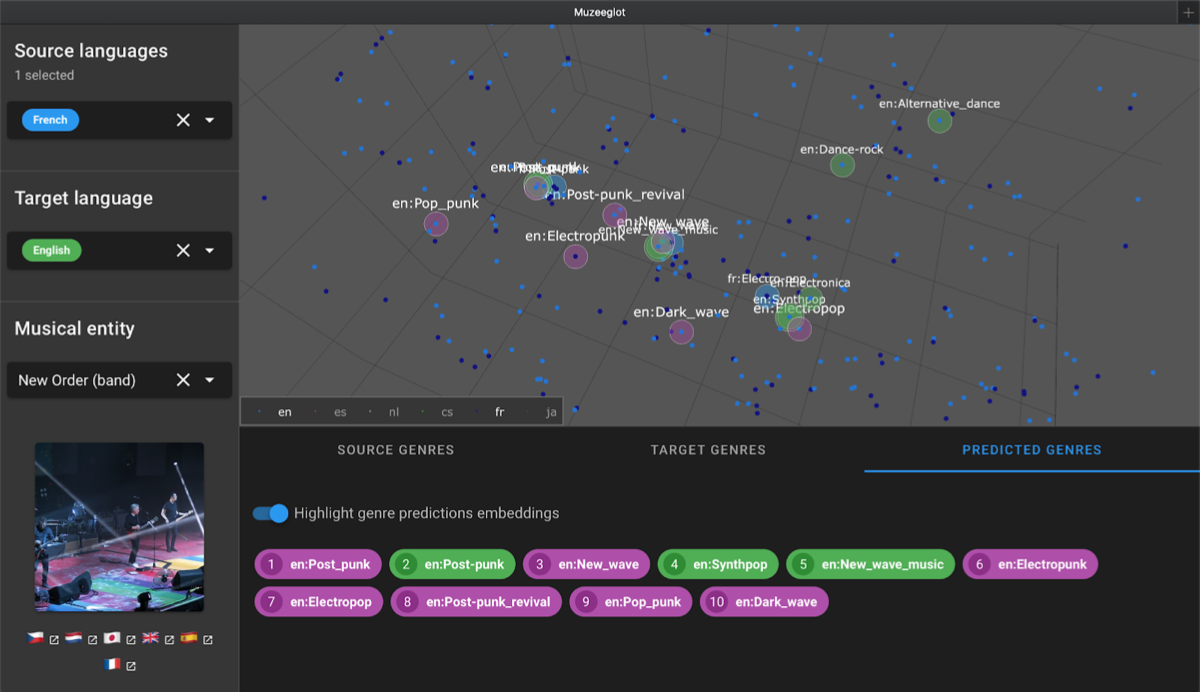 Muzeeglot
Source languages
1 selected
French
Target language
English
Musical entity
New Order (band)
en:Alternative_dance
en:Dance-rock
en:Post-punk_revival
en:Pop_punk
en:New_wave
en:New_wave_music
en:Electropunk
fr:Electro-pop
en:Electronica
en:Synthpop
en:Electropop
en:Dark_wave
en es nl cs fr ja
SOURCE GENRES TARGET GENRES PREDICTED GENRES
Highlight genre predictions embeddings
1 en:Post_punk 2 en:Post-punk 3 en:New_wave 4 en:Synthpop 5 en:New_wave_music 6 en:Electropunk
7 en:Electropop 8 en:Post-punk_revival 9 en:Pop_punk 10 en:Dark_wave